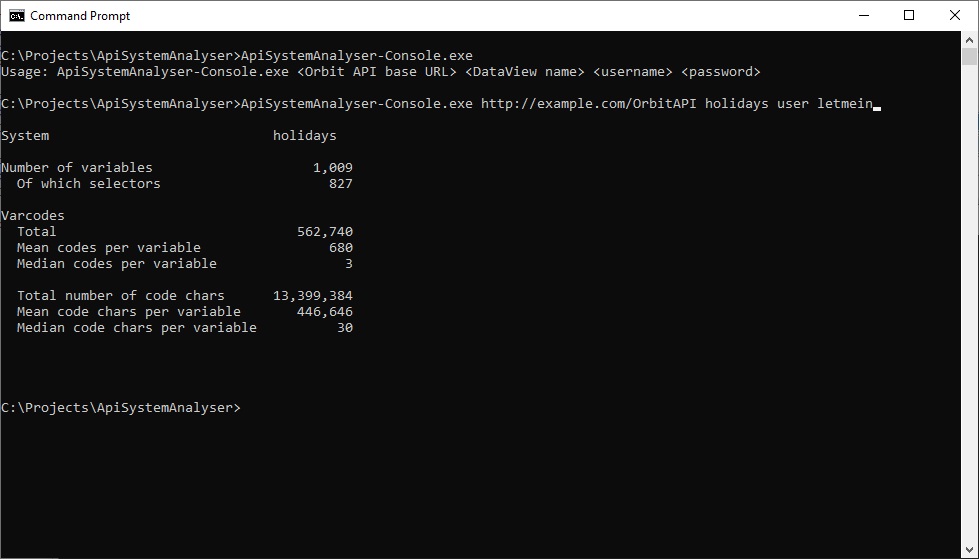 Command Prompt
C:\Projects\ApiSystemAnalyser>ApiSystemAnalyser-Console.exe
Usage: ApiSystemAnalyser-Console.exe <Orbit API base URL> <DataView name> <username> <password>
C:\Projects\ApiSystemAnalyser>ApiSystemAnalyser-Console.exe http://example.com/OrbitAPI holidays user letmein
System holidays
Number of variables 1,009
Of which selectors 827
Varcodes
Total 562,740
Mean codes per variable 680
Median codes per variable 3
Total number of code chars 13,399,384
Mean code chars per variable 446,646
Median code chars per variable 30
C:\Projects\ApiSystemAnalyser>